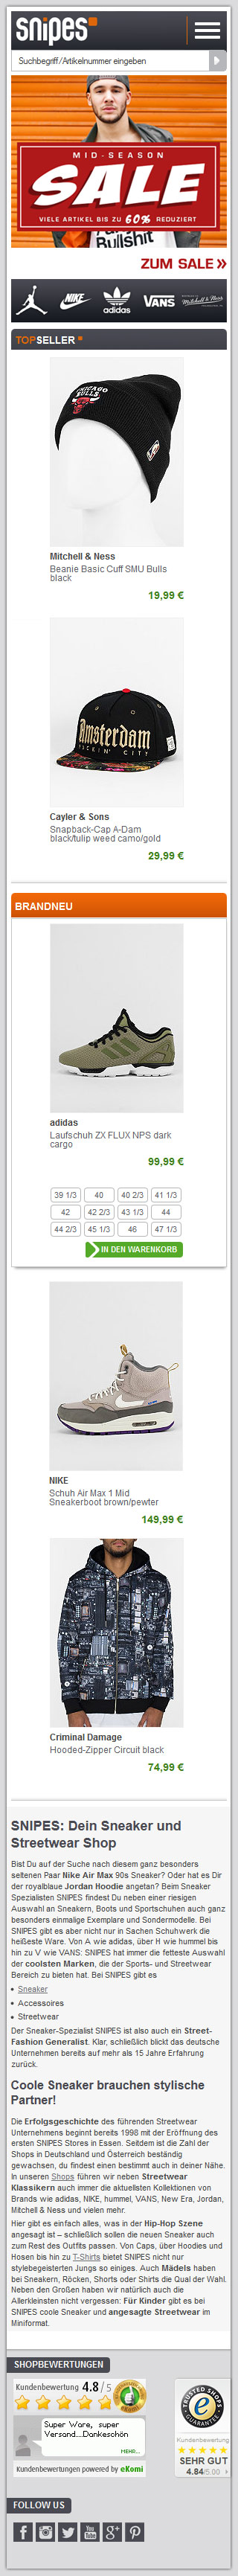 snipes
Suchbegriff/Artikelnummer eingeben
MID-SEASON
SALE
VIELE ARTIKEL BIS ZU 60% REDUZIERT
Bullshit
ZUM SALE »
NIKE
adidas
VANS
Mitchell & Ness
TOPSELLER
CHICAGO
BULLS
Mitchell & Ness
Beanie Basic Cuff SMU Bulls
black
19,99 €
Amsterdam
Cayler & Sons
Snapback-Cap A-Dam
black/tulip weed camo/gold
29,99 €
BRANDNEU
adidas
Laufschuh ZX FLUX NPS dark
cargo
99,99 €
39 1/3 40 40 2/3 41 1/3
42 42 2/3 43 1/3 44
44 2/3 45 1/3 46 47 1/3
IN DEN WARENKORB
NIKE
Schuh Air Max 1 Mid
Sneakerboot brown/pewter
149,99 €
Criminal Damage
Hooded-Zipper Circuit black
74,99 €
SNIPES: Dein Sneaker und
Streetwear Shop
Bist Du auf der Suche nach diesem ganz besonders
seltenen Paar Nike Air Max 90s Sneaker? Oder hat es Dir
der royalblaue Jordan Hoodie angetan? Beim Sneaker
Spezialisten SNIPES findest Du neben einer riesigen
Auswahl an Sneakern, Boots und Sportschuhen auch ganz
besonders einmalige Exemplare und Sondermodelle. Bei
SNIPES gibt es aber nicht nur in Sachen Schuhwerk die
heißeste Ware. Von A wie adidas, über H wie hummel bis
hin zu V wie VANS: SNIPES hat immer die fetteste Auswahl
der coolsten Marken, die der Sports- und Streetwear
Bereich zu bieten hat. Bei SNIPES gibt es
• Sneaker
• Accessoires
• Streetwear
Der Sneaker-Spezialist SNIPES ist also auch ein Street-
Fashion Generalist. Klar, schließlich blickt das deutsche
Unternehmen bereits auf mehr als 15 Jahre Erfahrung
zurück.
Coole Sneaker brauchen stylische
Partner!
Die Erfolgsgeschichte des führenden Streetwear
Unternehmens beginnt bereits 1998 mit der Eröffnung des
ersten SNIPES Stores in Essen. Seitdem ist die Zahl der
Shops in Deutschland und Österreich beständig
gewachsen, du findest einen bestimmt auch in deiner Nähe.
In unseren Shops führen wir neben Streetwear
Klassikern auch immer die aktuellsten Kollektionen von
Brands wie adidas, NIKE, hummel, VANS, New Era, Jordan,
Mitchell & Ness und vielen mehr.
Hier gibt es einfach alles, was in der Hip-Hop Szene
angesagt ist – schließlich sollen die neuen Sneaker auch
zum Rest des Outfits passen. Von Caps, über Hoodies und
Hosen bis hin zu T-Shirts bietet SNIPES nicht nur
stylebegeisterten Jungs so einiges. Auch Mädels haben
bei Sneakern, Röcken, Shorts oder Shirts die Qual der Wahl.
Neben den Großen haben wir natürlich auch die
Allerkleinsten nicht vergessen: Für Kinder gibt es bei
SNIPES coole Sneaker und angesagte Streetwear im
Miniformat.
SHOPBEWERTUNGEN
Kundenbewertung 4.8 / 5
Super Ware, super
Versand....Dankeschön
MEHR...
Kundenbewertungen powered by eKomi
TRUSTED SHOPS
GUARANTEE
Kundenbewertung
SEHR GUT
4.84/5.00
FOLLOW US
You
Tube